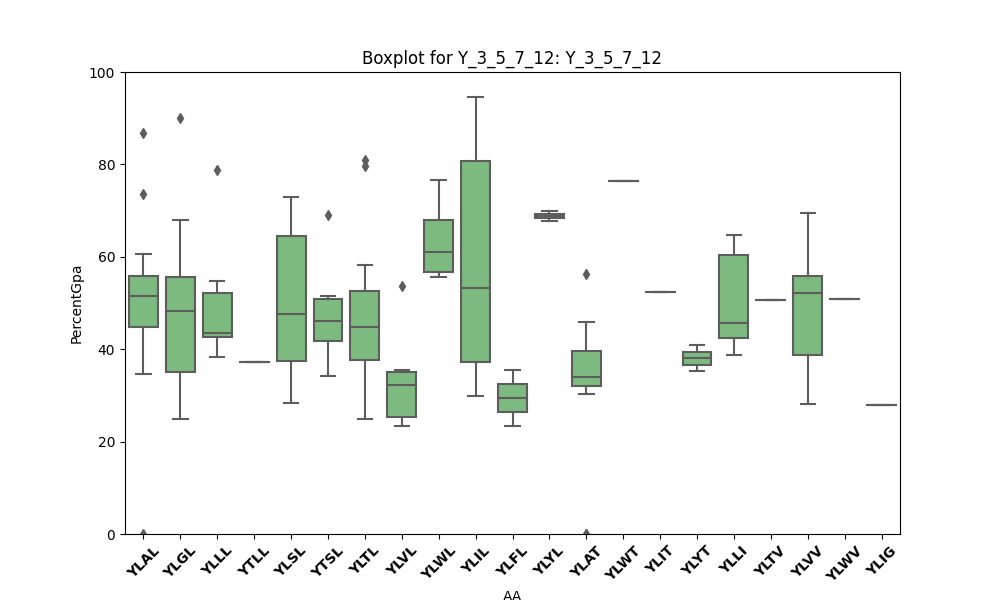 Boxplot for Y_3_5_7_12: Y_3_5_7_12
100
80
60
40
20
0
PercentGpa
YLAL YLGL YLLL YTLL YLSL YTSL YLTL YLVL YLWL YLIL YLFL YLYL YLAT YLWT YLIT YLYT YLLI YLTV YLVV YLWV YLIG
AA